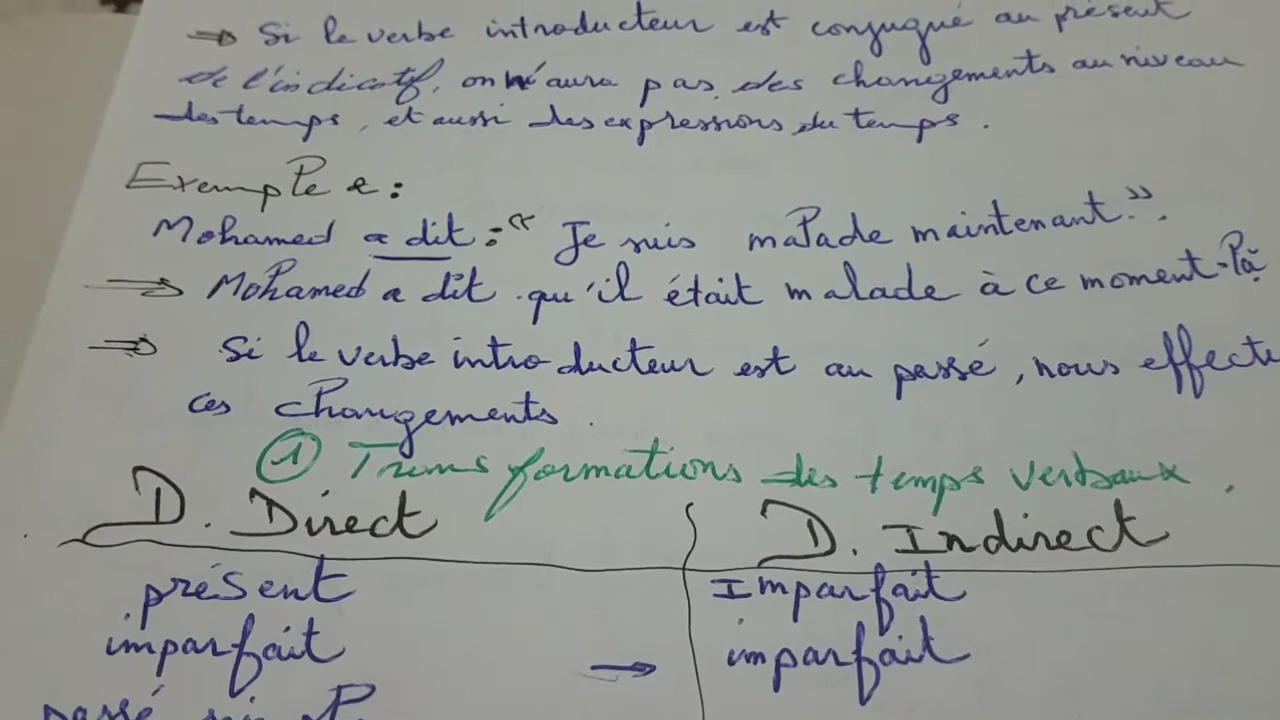 ⇒ Si le verbe introducteur est conjugué au présent
de l'indicatif, on n'aura pas des changements au niveau
des temps, et aussi des expressions du temps.
Exemple 2:
Mohamed a dit : " Je suis malade maintenant ".
⇒ Mohamed a dit qu'il était malade à ce moment-là
⇒ Si le verbe introducteur est au passé, nous effectu
ces changements.
① Transformations des temps verbaux.
D. Direct D. Indirect
présent Imparfait
imparfait → imparfait
passé simpl